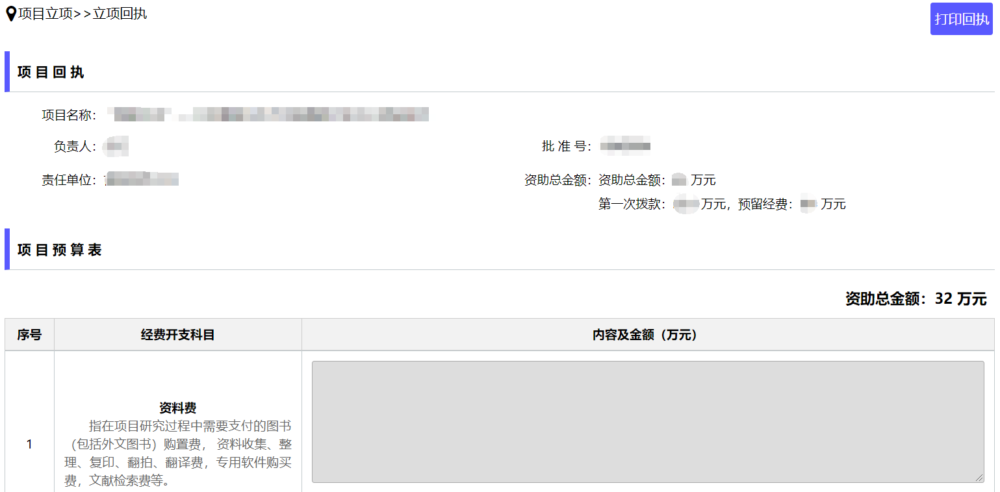 项目立项>>立项回执
打印回执
项目回执
项目名称：
负责人：
批 准 号：
责任单位：
资助总金额： 资助总金额： 万元
第一次拨款： 万元，预留经费： 万元
项目预算表
资助总金额：32 万元
序号 经费开支科目 内容及金额（万元）
1
资料费
指在项目研究过程中需要支付的图书
（包括外文图书）购置费， 资料收集、整
理、复印、翻拍、翻译费，专用软件购买
费，文献检索费等。